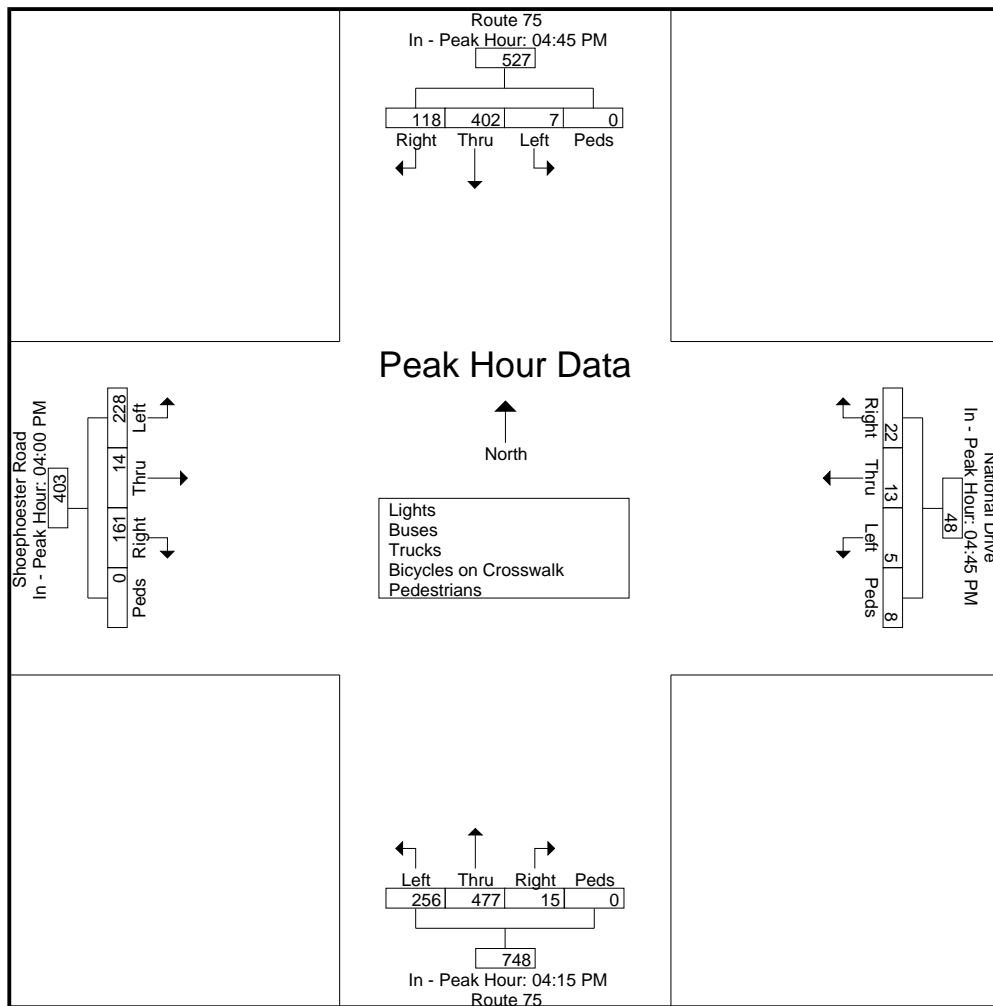 Route 75
In - Peak Hour: 04:45 PM
527
118 402 7 0
Right Thru Left Peds
Peak Hour Data
North
Lights
Buses
Trucks
Bicycles on Crosswalk
Pedestrians
Shoephoester Road
In - Peak Hour: 04:00 PM
403
228 14 161 0
Left Thru Right Peds
National Drive
In - Peak Hour: 04:45 PM
48
22 13 5 8
Right Thru Left Peds
Left Thru Right Peds
256 477 15 0
748
In - Peak Hour: 04:15 PM
Route 75